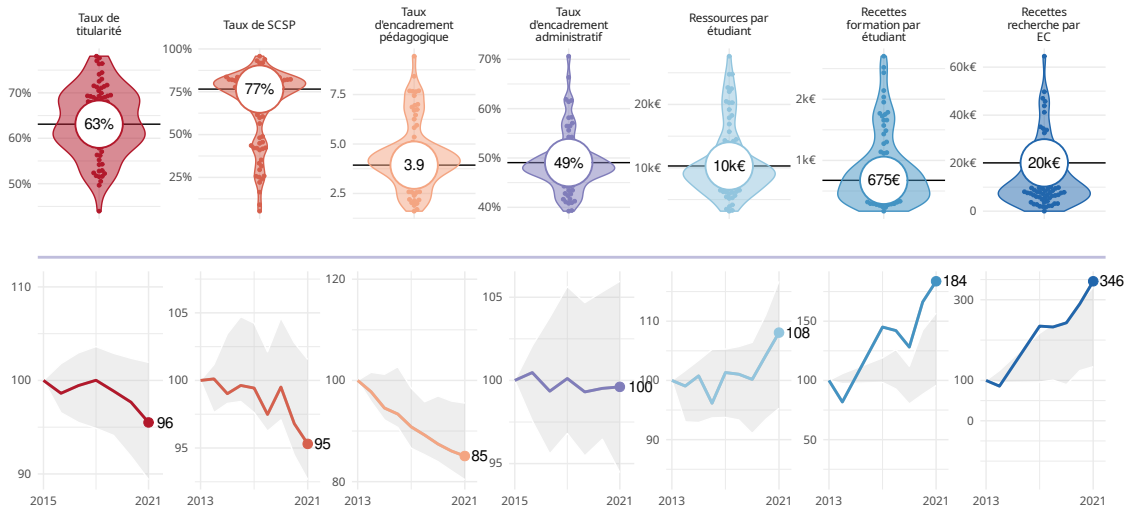 Taux de
titularité
Taux de SCSP
Taux
d'encadrement
pédagogique
Taux
d'encadrement
administratif
Ressources par
étudiant
Recettes
formation par
étudiant
Recettes
recherche par
EC
70%
60%
50%
63%
100%
75%
50%
25%
77%
7.5
5.0
2.5
3.9
70%
60%
50%
40%
49%
20k€
10k€
10k€
2k€
1k€
675€
60k€
40k€
20k€
0
20k€
110
100
90
96
2015
2021
105
100
95
95
2013
2021
120
100
80
85
2013
2021
105
100
95
100
2015
2021
110
100
90
108
2013
2021
150
100
50
184
2013
2021
300
100
0
346
2013
2021